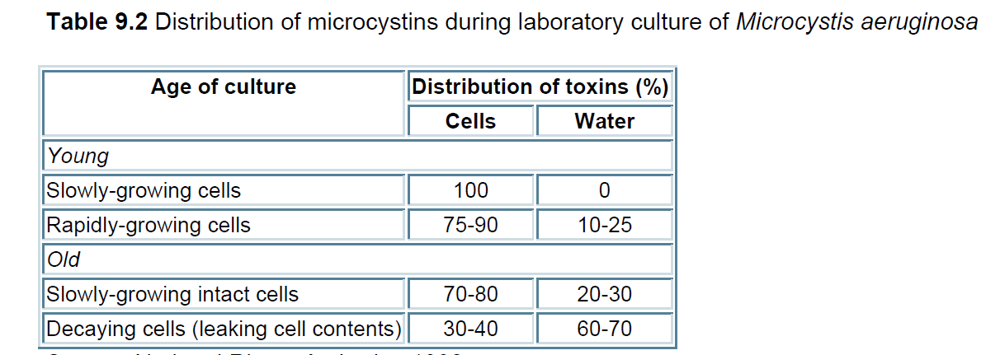 Table 9.2 Distribution of microcystins during laboratory culture of Microcystis aeruginosa
Age of culture Distribution of toxins (%)
Cells Water
Young
Slowly-growing cells 100 0
Rapidly-growing cells 75-90 10-25
Old
Slowly-growing intact cells 70-80 20-30
Decaying cells (leaking cell contents) 30-40 60-70